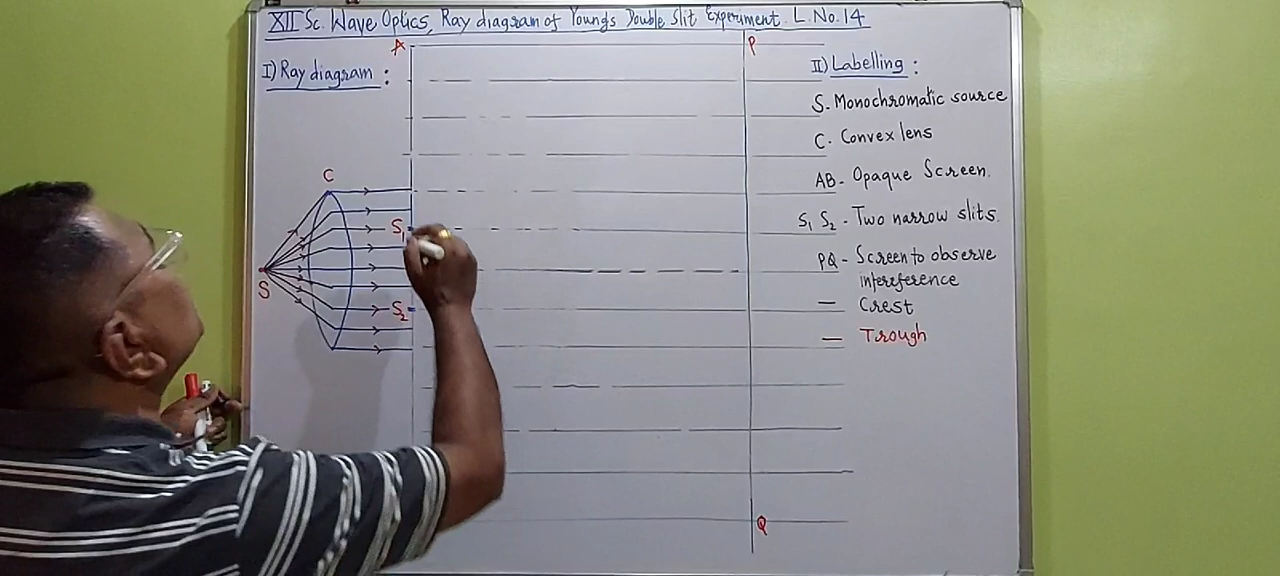 XII Sc. Wave Optics, Ray diagram of Young's Double Slit Experiment. L. No. 14
I) Ray diagram :
A
P
C
S1
S
S2
Q
II) Labelling :
S - Monochromatic source
C - Convex lens
AB - Opaque Screen.
S1 S2 - Two narrow slits.
PQ - Screen to observe
intereference
— Crest
— Trough